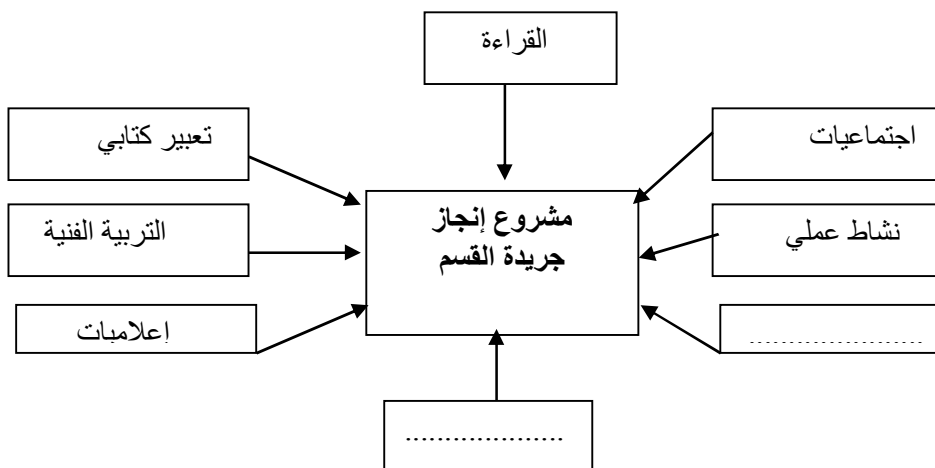 القراءة
اجتماعيات
تعبير كتابي
مشروع إنجاز
جريدة القسم
نشاط عملي
التربية الفنية
.....................
إعلاميات
....................